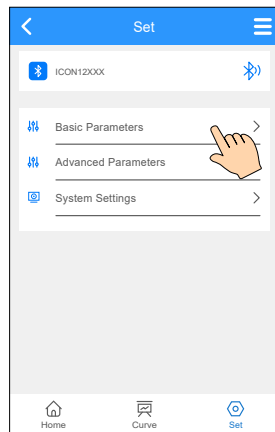 Set
ICON12XXX
Basic Parameters
Advanced Parameters
System Settings
Home Curve Set